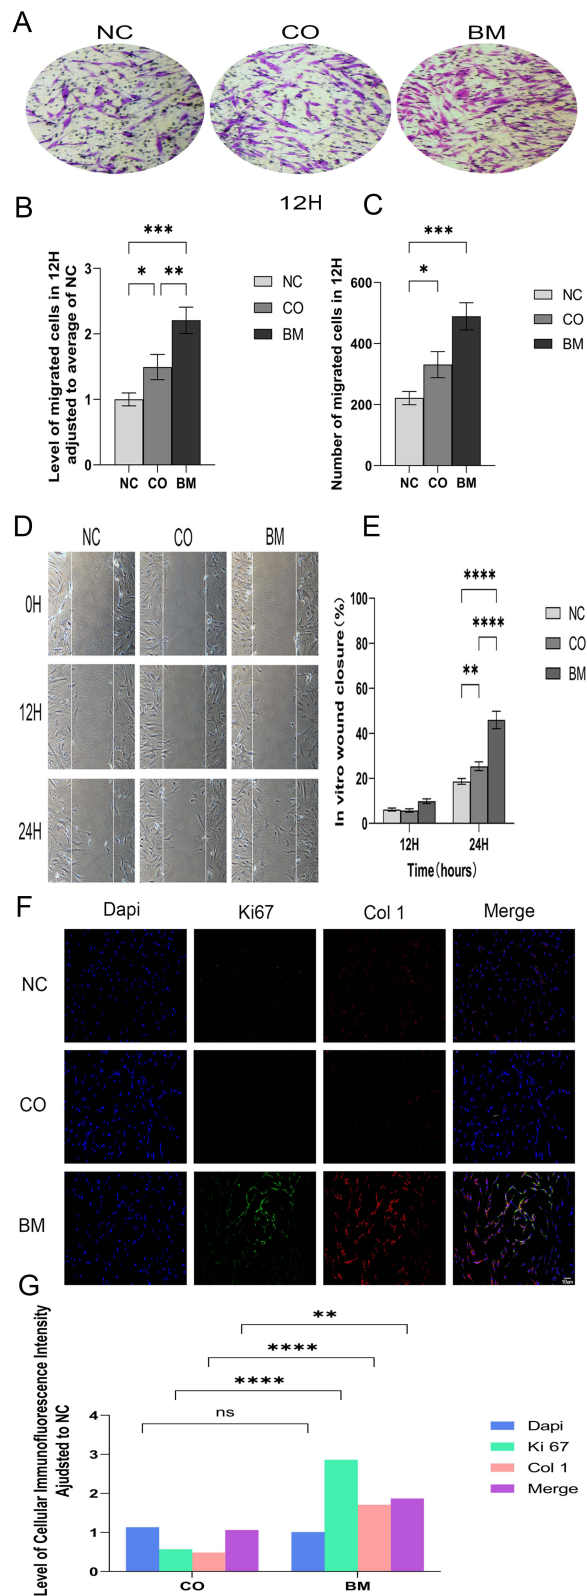 A
NC CO BM
12H
B
Level of migrated cells in 12H
adjusted to average of NC
3
2
1
0
***
* **
NC
CO
BM
NC CO BM
C
Number of migrated cells in 12H
600
400
200
0
***
*
NC
CO
BM
NC CO BM
D
NC CO BM
0H
12H
24H
E
In vitro wound closure(%)
100
80
60
40
20
0
****
****
**
NC
CO
BM
12H 24H
Time(hours)
F
Dapi Ki67 Col 1 Merge
NC
CO
BM
10um
G
Level of Cellular Immunofluorescence Intensity
Ajudsted to NC
**
****
****
ns
4
3
2
1
0
Dapi
Ki 67
Col 1
Merge
CO BM